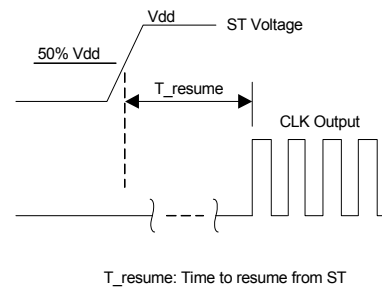 Vdd
ST Voltage
50% Vdd
T_resume
CLK Output
T_resume: Time to resume from ST